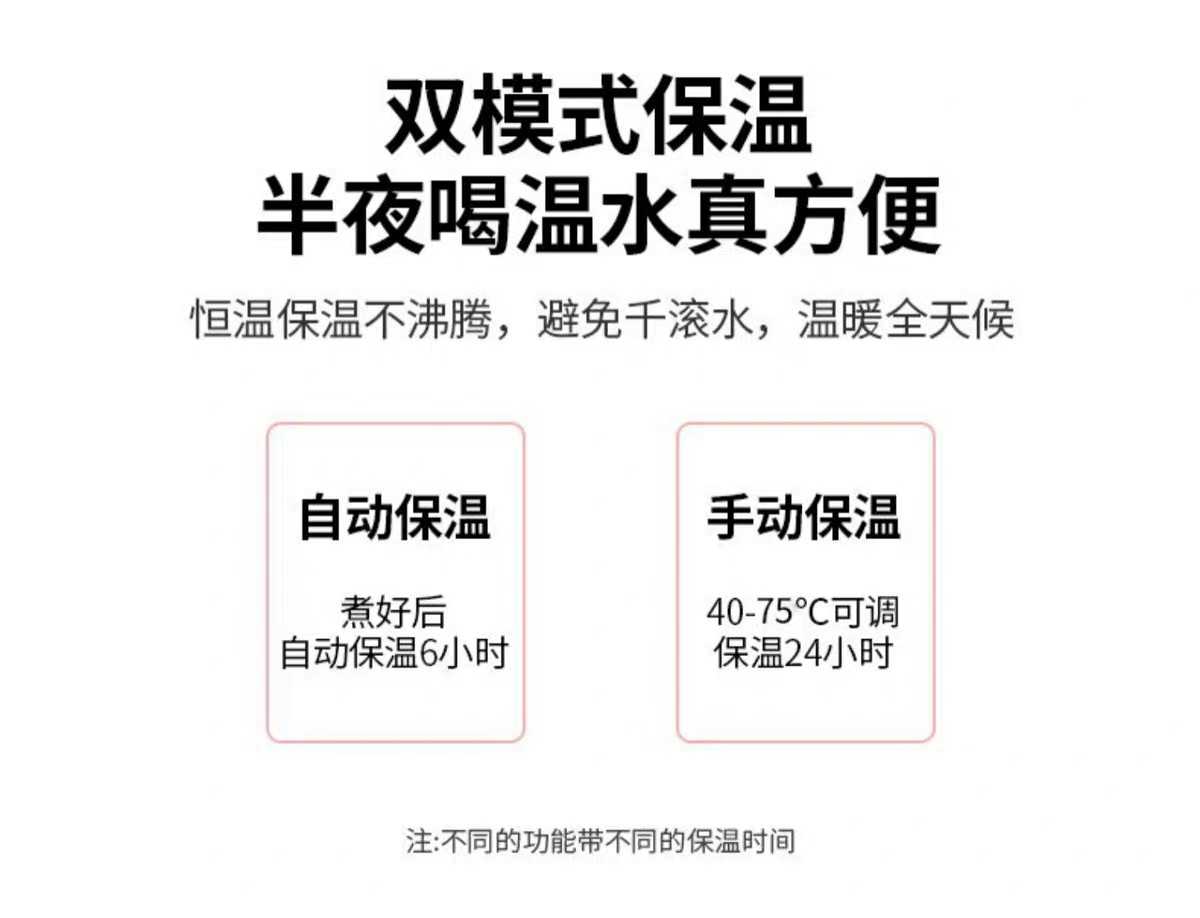 双模式保温
半夜喝温水真方便
恒温保温不沸腾，避免千滚水，温暖全天候
自动保温
煮好后
自动保温6小时
手动保温
40-75℃可调
保温24小时
注:不同的功能带不同的保温时间